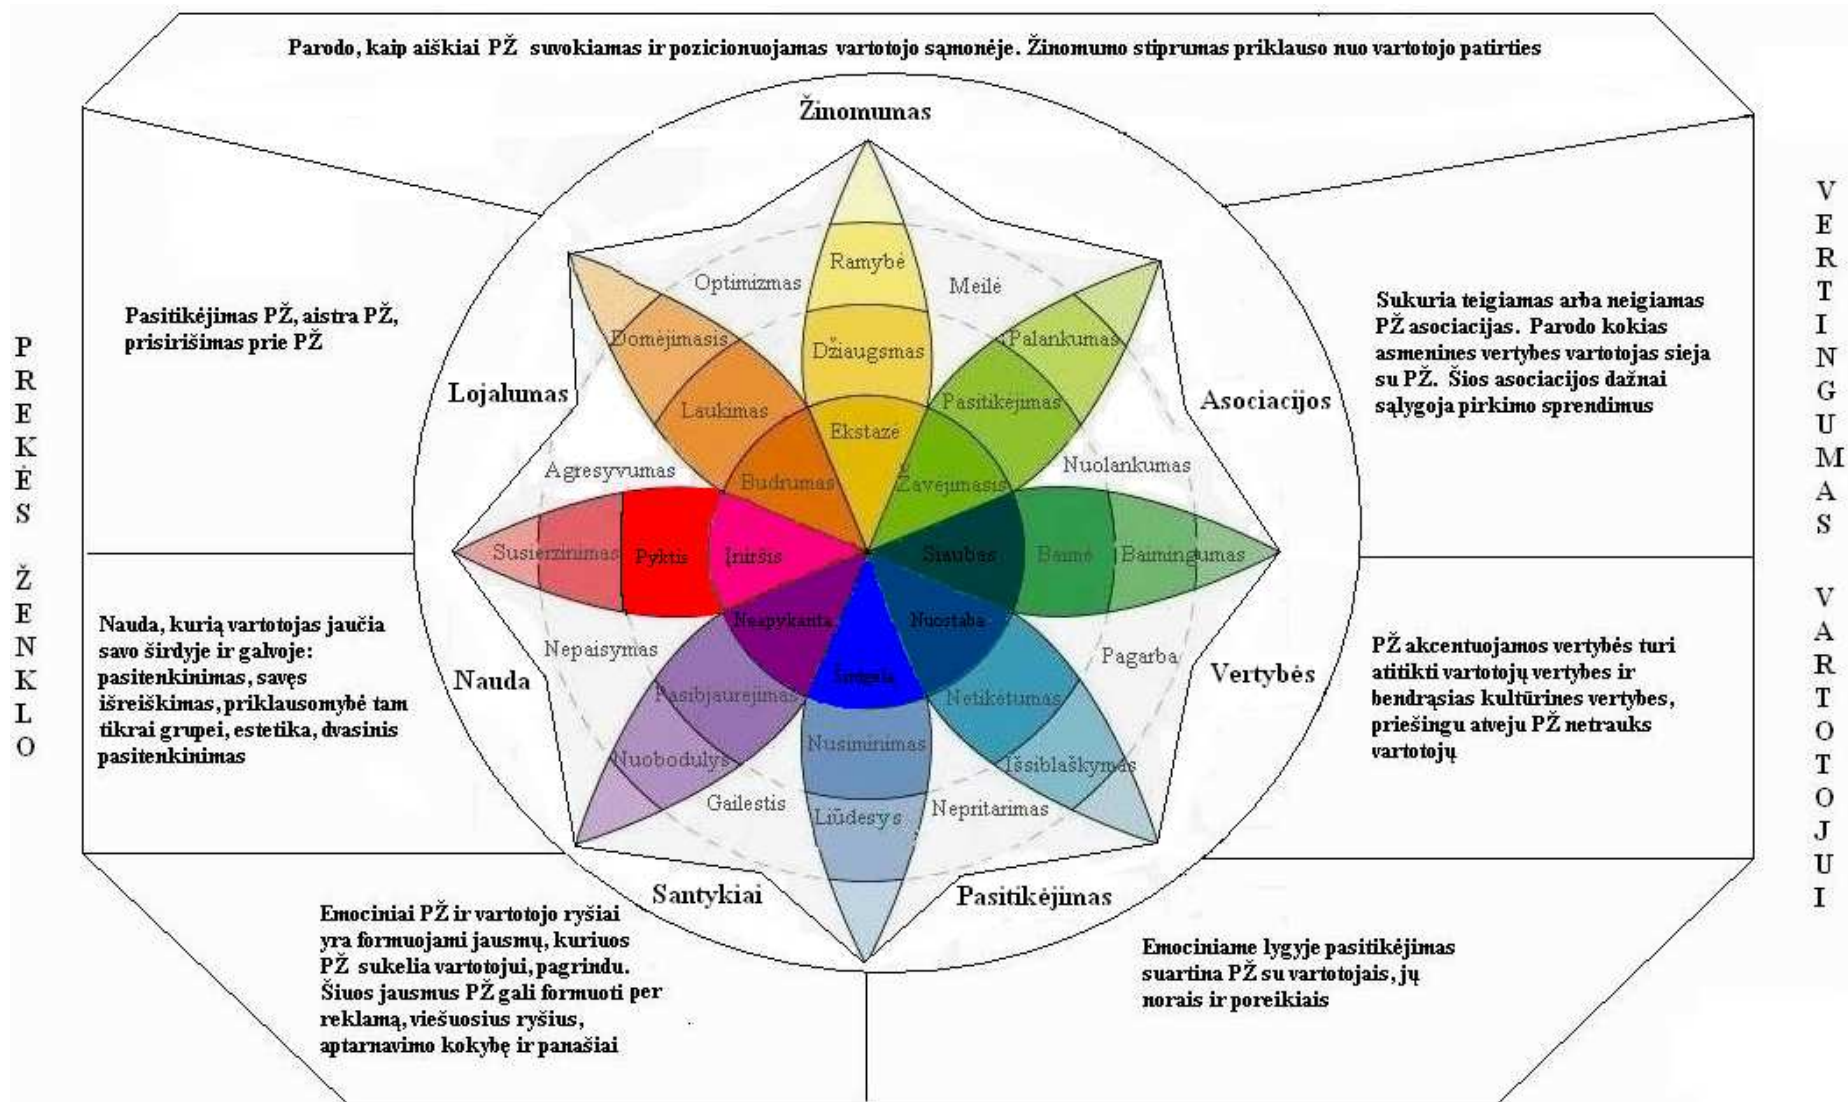 Parodo, kaip aiškiai PŽ suvokiamas ir pozicionuojamas vartotojo sąmonėje. Žinomumo stiprumas priklauso nuo vartotojo patirties
Žinomumas
PREKĖS ŽENKLO
VERTINGUMAS VARTOTOJUI
Pasitikėjimas PŽ, aistra PŽ,
prisirišimas prie PŽ
Lojalumas
Sukuria teigiamas arba neigiamas
PŽ asociacijas. Parodo kokias
asmenines vertybes vartotojas sieja
su PŽ. Šios asociacijos dažnai
sąlygoja pirkimo sprendimus
Asociacijos
Ramybė
Optimizmas
Meilė
Domėjimasis
Džiaugsmas
Palankumas
Laukimas
Pasitikėjimas
Ekstazė
Agresyvumas
Budrumas
Žavėjimasis
Nuolankumas
Susierzinimas
Pyktis
Įniršis
Siaubas
Baimė
Baimingumas
Neapykanta
Nuostaba
Nepaisymas
Pagarba
Pasibjaurėjimas
Netikėtumas
Nusiminimas
Nuobodulys
Išsiblaškymas
Gailestis
Liūdesys
Nepritarimas
Nauda, kurią vartotojas jaučia
savo širdyje ir galvoje:
pasitenkinimas, savęs
išreiškimas, priklausomybė tam
tikrai grupei, estetika, dvasinis
pasitenkinimas
Nauda
Vertybės
PŽ akcentuojamos vertybės turi
atitikti vartotojų vertybes ir
bendrąsias kultūrines vertybes,
priešingu atveju PŽ netrauks
vartotojų
Santykiai
Pasitikėjimas
Emociniai PŽ ir vartotojo ryšiai
yra formuojami jausmų, kuriuos
PŽ sukelia vartotojui, pagrindu.
Šiuos jausmus PŽ gali formuoti per
reklamą, viešuosius ryšius,
aptarnavimo kokybę ir panašiai
Emociniame lygyje pasitikėjimas
suartina PŽ su vartotojais, jų
norais ir poreikiais